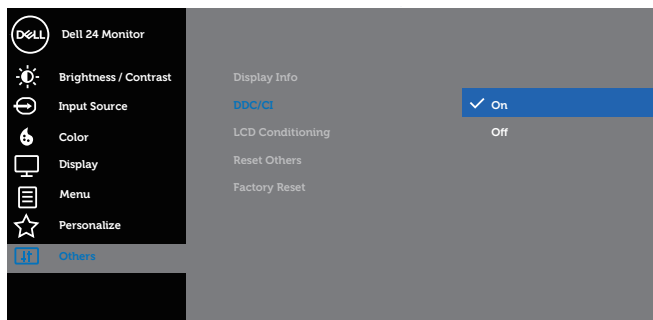 DELL
Dell 24 Monitor
Brightness / Contrast
Input Source
Color
Display
Menu
Personalize
Others
Display Info
DDC/CI
LCD Conditioning
Reset Others
Factory Reset
On
Off